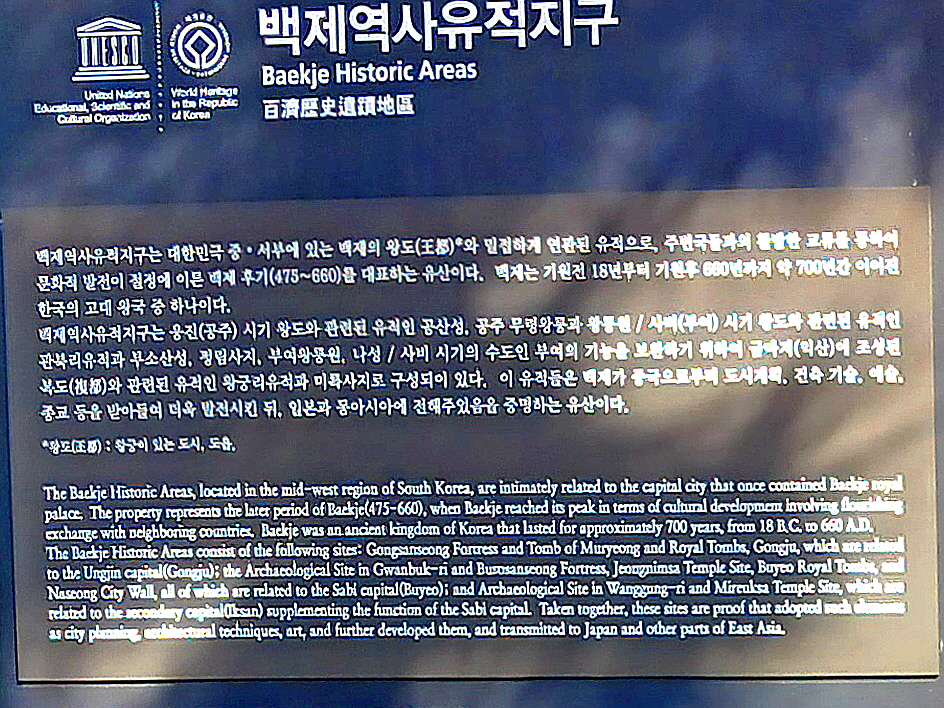 UNESCO
United Nations
Educational, Scientific and
Cultural Organization
World Heritage
in the Republic
of Korea
백제역사유적지구
Baekje Historic Areas
百濟歷史遺蹟地區
백제역사유적지구는 대한민국 중·서부에 있는 백제의 왕도(王都)*와 밀접하게 연관된 유적으로, 주변국들과의 활발한 교류를 통하여
문화적 발전이 절정에 이른 백제 후기(475~660)를 대표하는 유산이다. 백제는 기원전 18년부터 기원후 660년까지 약 700년간 이어진
한국의 고대 왕국 중 하나이다.
백제역사유적지구는 웅진(공주) 시기 왕도와 관련된 유적인 공산성, 공주 무령왕릉과 왕릉원 / 사비(부여) 시기 왕도와 관련된 유적인
관북리유적과 부소산성, 정림사지, 부여왕릉원, 나성 / 사비 시기의 수도인 부여의 기능을 보완하기 위하여 금마저(익산)에 조성된
복도(複都)와 관련된 유적인 왕궁리유적과 미륵사지로 구성되어 있다. 이 유적들은 백제가 중국으로부터 도시계획, 건축 기술, 예술,
종교 등을 받아들여 더욱 발전시킨 뒤, 일본과 동아시아에 전해주었음을 증명하는 유산이다.
*왕도(王都) : 왕궁이 있는 도시, 도읍.
The Baekje Historic Areas, located in the mid-west region of South Korea, are intimately related to the capital city that once contained Baekje royal
palace. The property represents the later period of Baekje(475~660), when Baekje reached its peak in terms of cultural development involving flourishing
exchange with neighboring countries. Baekje was an ancient kingdom of Korea that lasted for approximately 700 years, from 18 B.C. to 660 A.D.
The Baekje Historic Areas consist of the following sites: Gongsanseong Fortress and Tomb of Muryeong and Royal Tombs, Gongju, which are related
to the Ungjin capital(Gongju); the Archaeological Site in Gwanbuk-ri and Busosanseong Fortress, Jeongnimsa Temple Site, Buyeo Royal Tombs, and
Naseong City Wall, all of which are related to the Sabi capital(Buyeo); and Archaeological Site in Wanggung-ri and Mireuksa Temple Site, which are
related to the secondary capital(Iksan) supplementing the function of the Sabi capital. Taken together, these sites are proof that adopted such elements
as city planning, architectural techniques, art, and further developed them, and transmitted to Japan and other parts of East Asia.